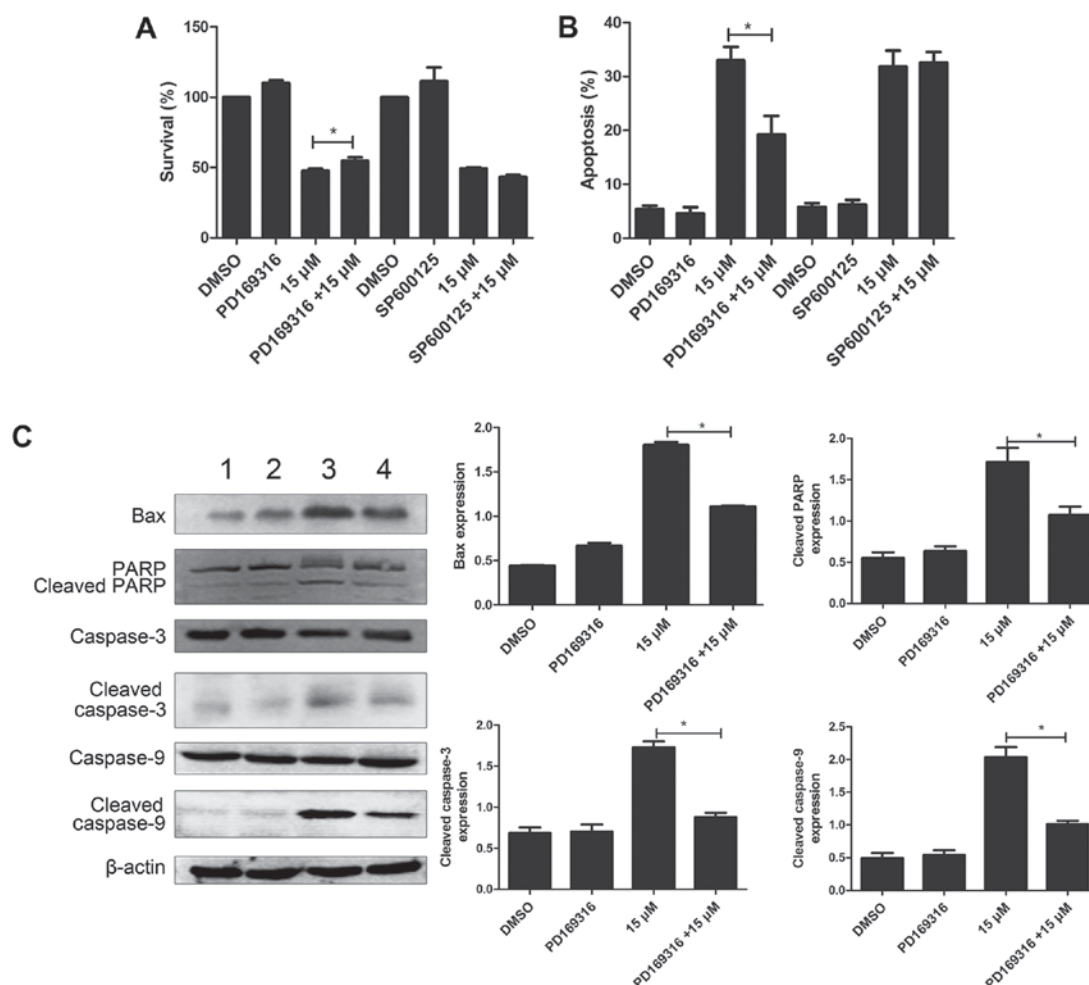 A
Survival (%)
150
100
50
0
DMSO
PD169316
15 µM
PD169316 +15 µM
DMSO
SP600125
15 µM
SP600125 +15 µM
*
B
Apoptosis (%)
40
30
20
10
0
DMSO
PD169316
15 µM
PD169316 +15 µM
DMSO
SP600125
15 µM
SP600125 +15 µM
*
C
1 2 3 4
Bax
PARP
Cleaved PARP
Caspase-3
Cleaved
caspase-3
Caspase-9
Cleaved
caspase-9
β-actin
Bax expression
2.0
1.5
1.0
0.5
0.0
DMSO
PD169316
15 µM
PD169316 +15 µM
*
Cleaved PARP
expression
2.0
1.5
1.0
0.5
0.0
DMSO
PD169316
15 µM
PD169316 +15 µM
*
Cleaved caspase-3
expression
2.0
1.5
1.0
0.5
0.0
DMSO
PD169316
15 µM
PD169316 +15 µM
*
Cleaved caspase-9
expression
2.5
2.0
1.5
1.0
0.5
0.0
DMSO
PD169316
15 µM
PD169316 +15 µM
*